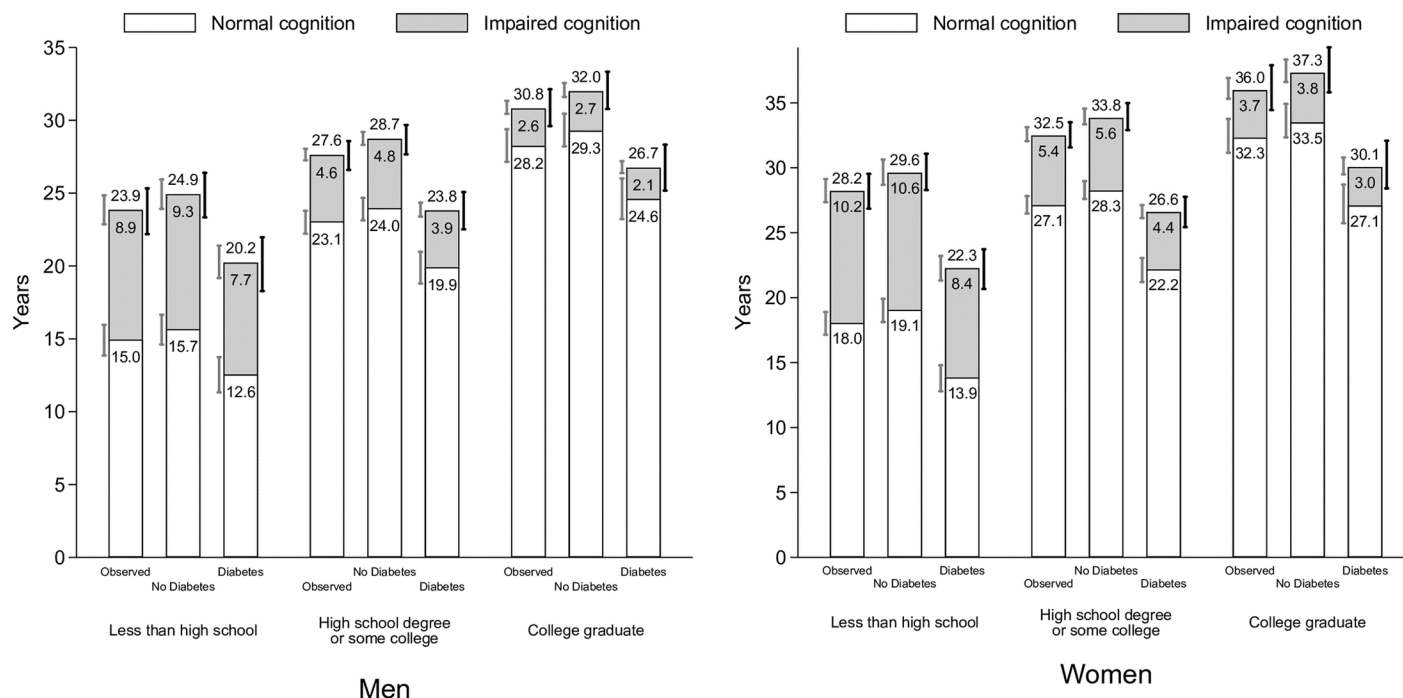 Normal cognition
Impaired cognition
35
30
25
20
15
10
5
0
Years
23.9
8.9
15.0
24.9
9.3
15.7
20.2
7.7
12.6
27.6
4.6
23.1
28.7
4.8
24.0
23.8
3.9
19.9
30.8
2.6
28.2
32.0
2.7
29.3
26.7
2.1
24.6
Observed
No Diabetes
Diabetes
Observed
No Diabetes
Diabetes
Observed
No Diabetes
Diabetes
Less than high school
High school degree
or some college
College graduate
Men
Normal cognition
Impaired cognition
35
30
25
20
15
10
5
0
Years
28.2
10.2
18.0
29.6
10.6
19.1
22.3
8.4
13.9
32.5
5.4
27.1
33.8
5.6
28.3
26.6
4.4
22.2
36.0
3.7
32.3
37.3
3.8
33.5
30.1
3.0
27.1
Observed
No Diabetes
Diabetes
Observed
No Diabetes
Diabetes
Observed
No Diabetes
Diabetes
Less than high school
High school degree
or some college
College graduate
Women